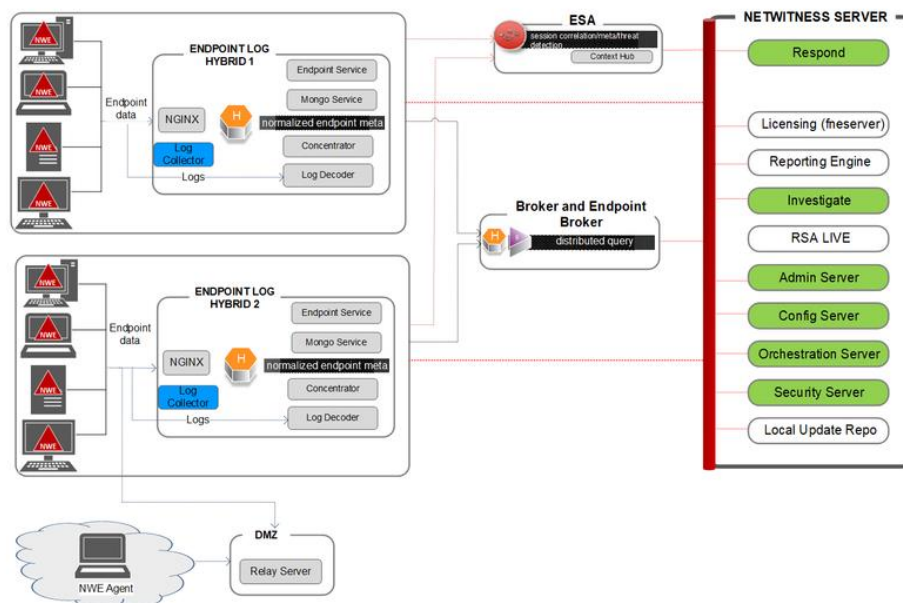 NWE
NWE
NWE
NWE
Endpoint
data
ENDPOINT LOG
HYBRID 1
NGINX
H
Log
Collector
Logs
Endpoint Service
Mongo Service
normalized endpoint meta
Concentrator
Log Decoder
NWE
NWE
NWE
NWE
Endpoint
data
ENDPOINT LOG
HYBRID 2
NGINX
H
Log
Collector
Logs
Endpoint Service
Mongo Service
normalized endpoint meta
Concentrator
Log Decoder
NWE Agent
DMZ
Relay Server
ESA
session correlation/meta/threat
detection
Context Hub
Broker and Endpoint
Broker
H
distributed query
NETWITNESS SERVER
Respond
Licensing (fneserver)
Reporting Engine
Investigate
RSA LIVE
Admin Server
Config Server
Orchestration Server
Security Server
Local Update Repo